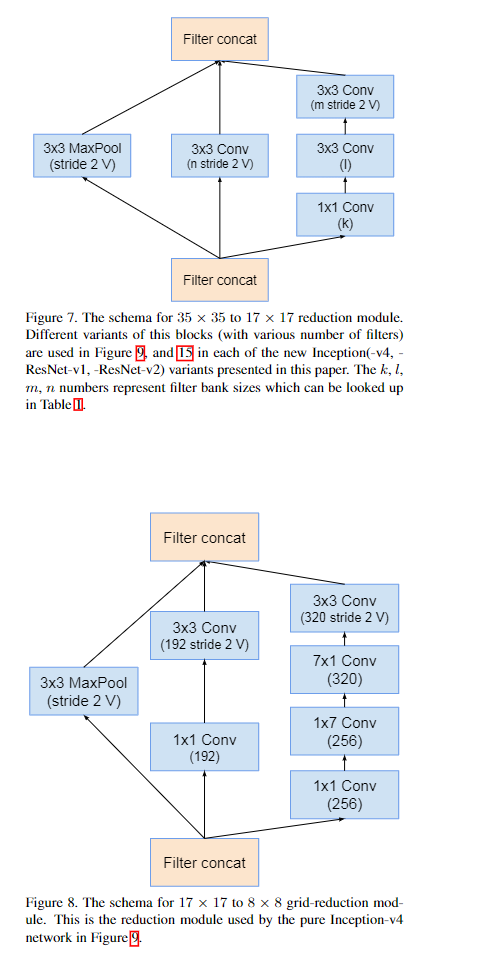 Filter concat
3x3 Conv
(m stride 2 V)
3x3 MaxPool
(stride 2 V)
3x3 Conv
(n stride 2 V)
3x3 Conv
(l)
1x1 Conv
(k)
Filter concat
Figure 7. The schema for 35 × 35 to 17 × 17 reduction module.
Different variants of this blocks (with various number of filters)
are used in Figure 9, and 15 in each of the new Inception(-v4, -
ResNet-v1, -ResNet-v2) variants presented in this paper. The k, l,
m, n numbers represent filter bank sizes which can be looked up
in Table 1.
Filter concat
3x3 Conv
(320 stride 2 V)
3x3 Conv
(192 stride 2 V)
7x1 Conv
(320)
3x3 MaxPool
(stride 2 V)
1x7 Conv
(256)
1x1 Conv
(192)
1x1 Conv
(256)
Filter concat
Figure 8. The schema for 17 × 17 to 8 × 8 grid-reduction mod-
ule. This is the reduction module used by the pure Inception-v4
network in Figure 9.